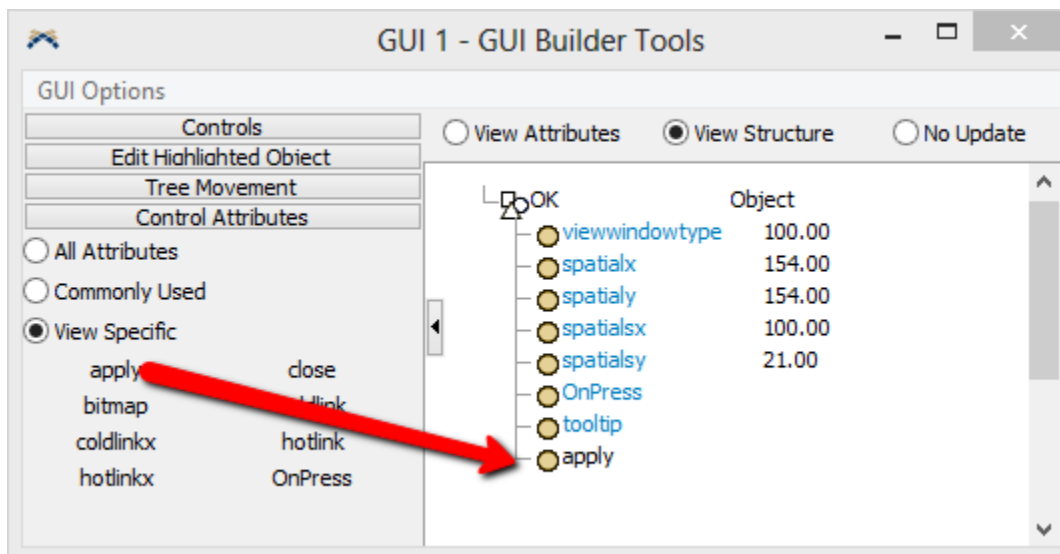 GUI 1 - GUI Builder Tools
GUI Options
Controls
Edit Highlighted Object
Tree Movement
Control Attributes
All Attributes
Commonly Used
View Specific
apply close
bitmap
coldlinkx hotlink
hotlinkx OnPress
View Attributes View Structure No Update
OK Object
viewwindowtype 100.00
spatialx 154.00
spatialy 154.00
spatialsx 100.00
spatialsy 21.00
OnPress
tooltip
apply